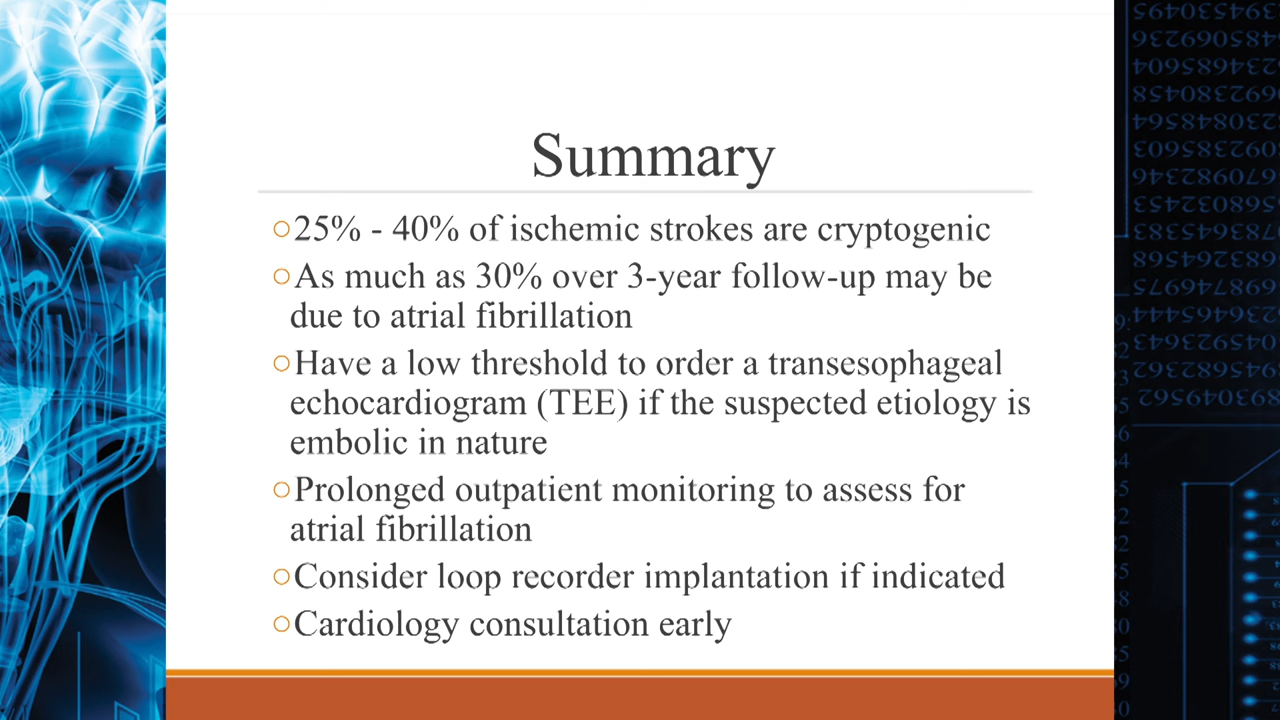 Summary
○25% - 40% of ischemic strokes are cryptogenic
○As much as 30% over 3-year follow-up may be
due to atrial fibrillation
○Have a low threshold to order a transesophageal
echocardiogram (TEE) if the suspected etiology is
embolic in nature
○Prolonged outpatient monitoring to assess for
atrial fibrillation
○Consider loop recorder implantation if indicated
○Cardiology consultation early